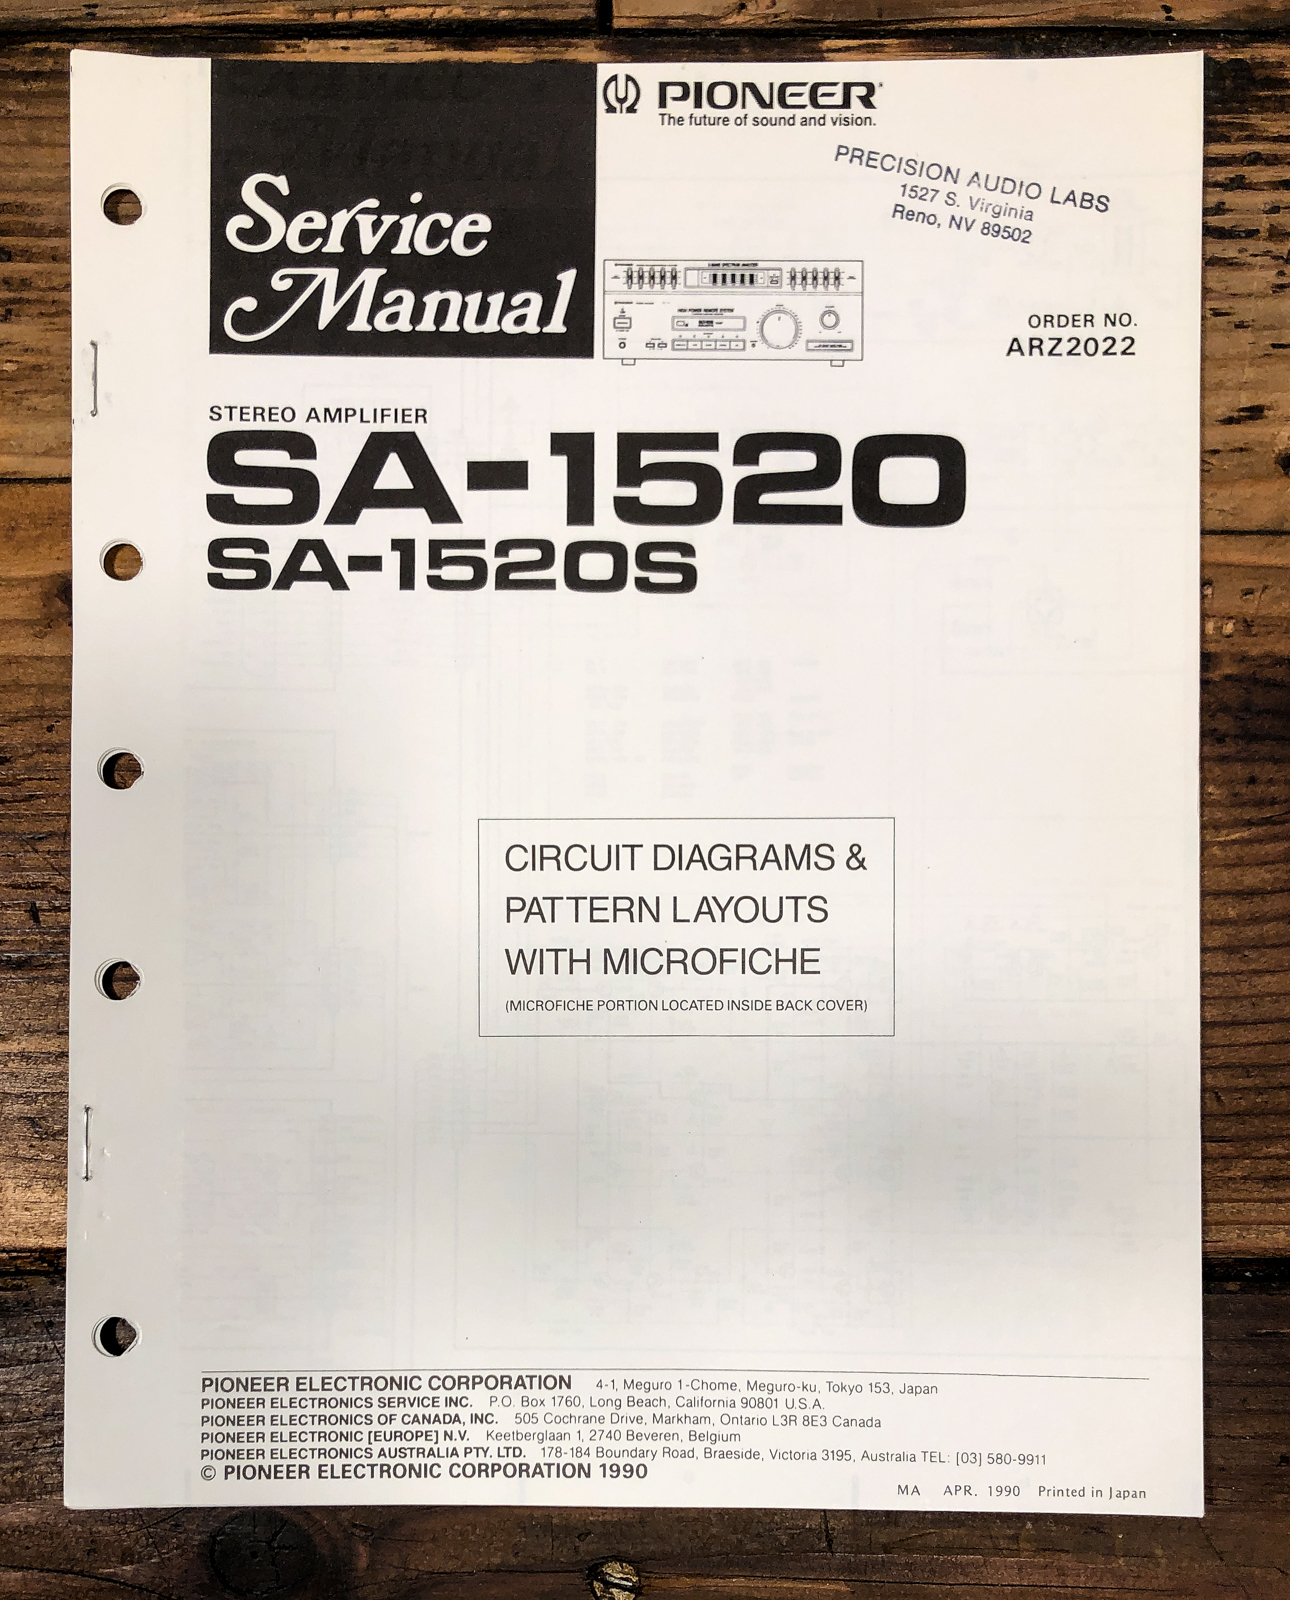 Service
Manual
PIONEER
The future of sound and vision.
PRECISION AUDIO LABS
1527 S. Virginia
Reno, NV 89502
ORDER NO.
ARZ2022
STEREO AMPLIFIER
SA-1520
SA-1520S
CIRCUIT DIAGRAMS &
PATTERN LAYOUTS
WITH MICROFICHE
(MICROFICHE PORTION LOCATED INSIDE BACK COVER)
PIONEER ELECTRONIC CORPORATION 4-1, Meguro 1-Chome, Meguro-ku, Tokyo 153, Japan
PIONEER ELECTRONICS SERVICE INC. P.O. Box 1760, Long Beach, California 90801 U.S.A.
PIONEER ELECTRONICS OF CANADA, INC. 505 Cochrane Drive, Markham, Ontario L3R 8E3 Canada
PIONEER ELECTRONIC [EUROPE] N.V. Keetberglaan 1, 2740 Beveren, Belgium
PIONEER ELECTRONICS AUSTRALIA PTY. LTD. 178-184 Boundary Road, Braeside, Victoria 3195, Australia TEL: [03] 580-9911
© PIONEER ELECTRONIC CORPORATION 1990
MA APR. 1990 Printed in Japan